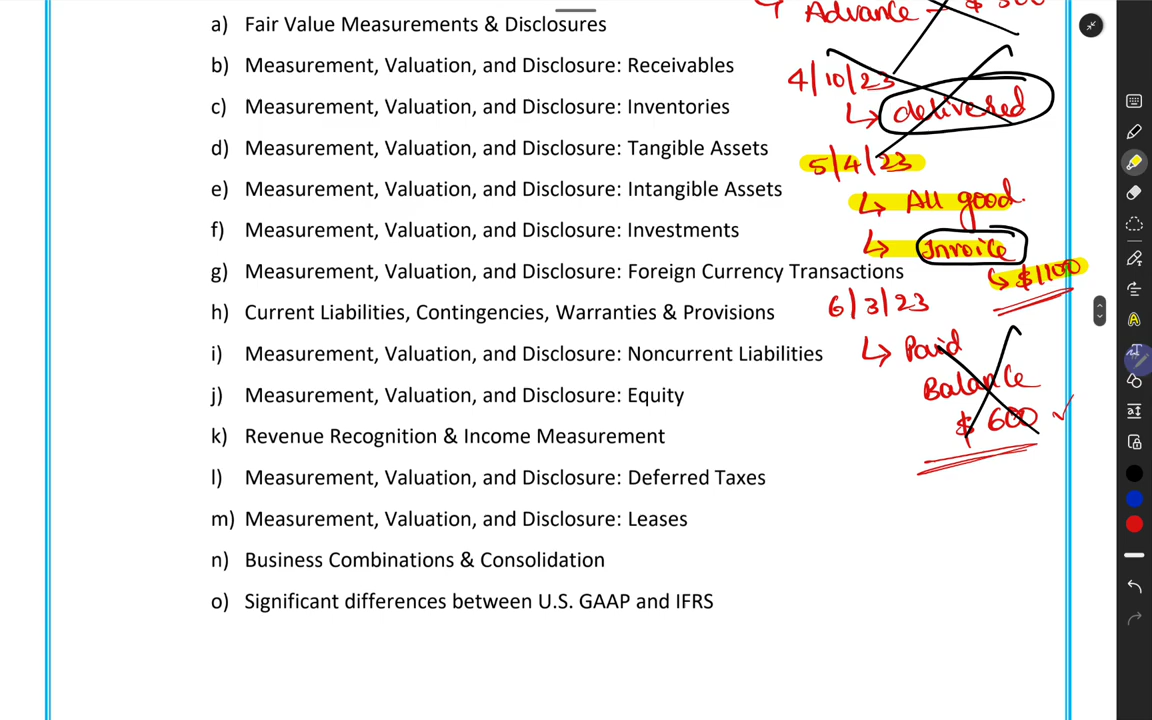 Advance -
a) Fair Value Measurements & Disclosures
b) Measurement, Valuation, and Disclosure: Receivables
4/10/23
c) Measurement, Valuation, and Disclosure: Inventories
↳ delivered
d) Measurement, Valuation, and Disclosure: Tangible Assets
5/4/23
e) Measurement, Valuation, and Disclosure: Intangible Assets
↳ All good.
f) Measurement, Valuation, and Disclosure: Investments
↳ Invoice
g) Measurement, Valuation, and Disclosure: Foreign Currency Transactions
↳ $1100
h) Current Liabilities, Contingencies, Warranties & Provisions
6/3/23
i) Measurement, Valuation, and Disclosure: Noncurrent Liabilities
↳ Paid
Balance
j) Measurement, Valuation, and Disclosure: Equity
$ 600 ✓
k) Revenue Recognition & Income Measurement
l) Measurement, Valuation, and Disclosure: Deferred Taxes
m) Measurement, Valuation, and Disclosure: Leases
n) Business Combinations & Consolidation
o) Significant differences between U.S. GAAP and IFRS